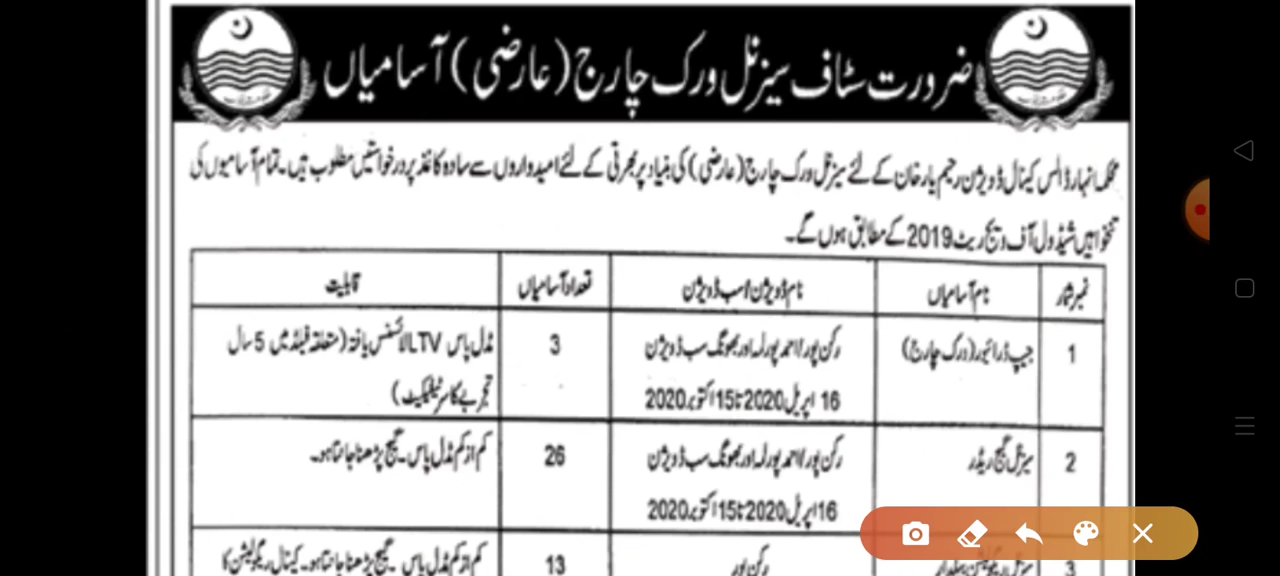 ضرورت سٹاف سیزنل ورک چارج (عارضی) آسامیاں
محکمہ انہار ڈالس کینال ڈویژن رحیم یار خان کے لئے سیزنل ورک چارج (عارضی) کی بنیاد پر بھرتی کے لئے امیدواروں سے سادہ کاغذ پر درخواستیں مطلوب ہیں۔ تمام آسامیوں کی
تنخواہیں شیڈول آف ویج ریٹ 2019 کے مطابق ہوں گے۔
نمبر شمار نام آسامیاں نام ڈویژن / سب ڈویژن تعداد آسامیاں قابلیت
1 جیپ ڈرائیور (ورک چارج) رکن پور / احمد پور لمہ اور بھونگ سب ڈویژن 3 مڈل پاس LTV لائسنس یافتہ (متعلقہ فیلڈ میں 5 سال
16 اپریل 2020 تا 15 اکتوبر 2020 تجربے کا سرٹیفکیٹ)
2 سیزنل گیج ریڈر رکن پور / احمد پور لمہ اور بھونگ سب ڈویژن 26 کم از کم مڈل پاس۔ گیج پڑھنا جانتا ہو۔
16 اپریل 2020 تا 15 اکتوبر 2020
3 سیزنل ریگولیشن بیلدار رکن پور 13 کم از کم مڈل پاس۔ گیج پڑھنا جانتا ہو۔ کینال ریگولیشن کا